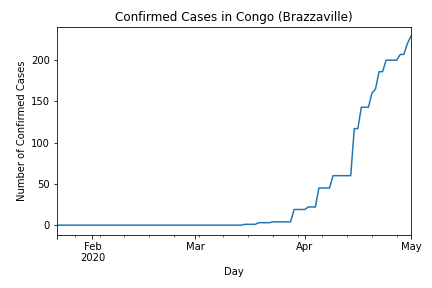 Confirmed Cases in Congo (Brazzaville)
Number of Confirmed Cases
200
150
100
50
0
Feb
2020
Mar
Apr
May
Day